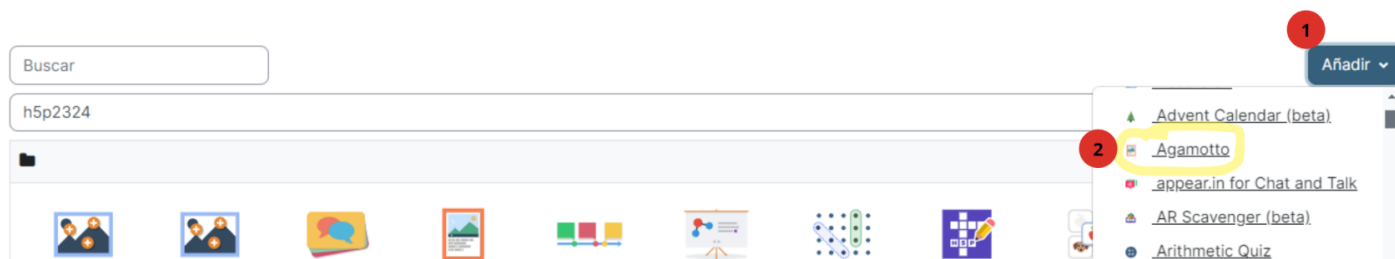 1
Buscar
Añadir
h5p2324
Advent Calendar (beta)
2
Agamotto
appear.in for Chat and Talk
AR Scavenger (beta)
Arithmetic Quiz